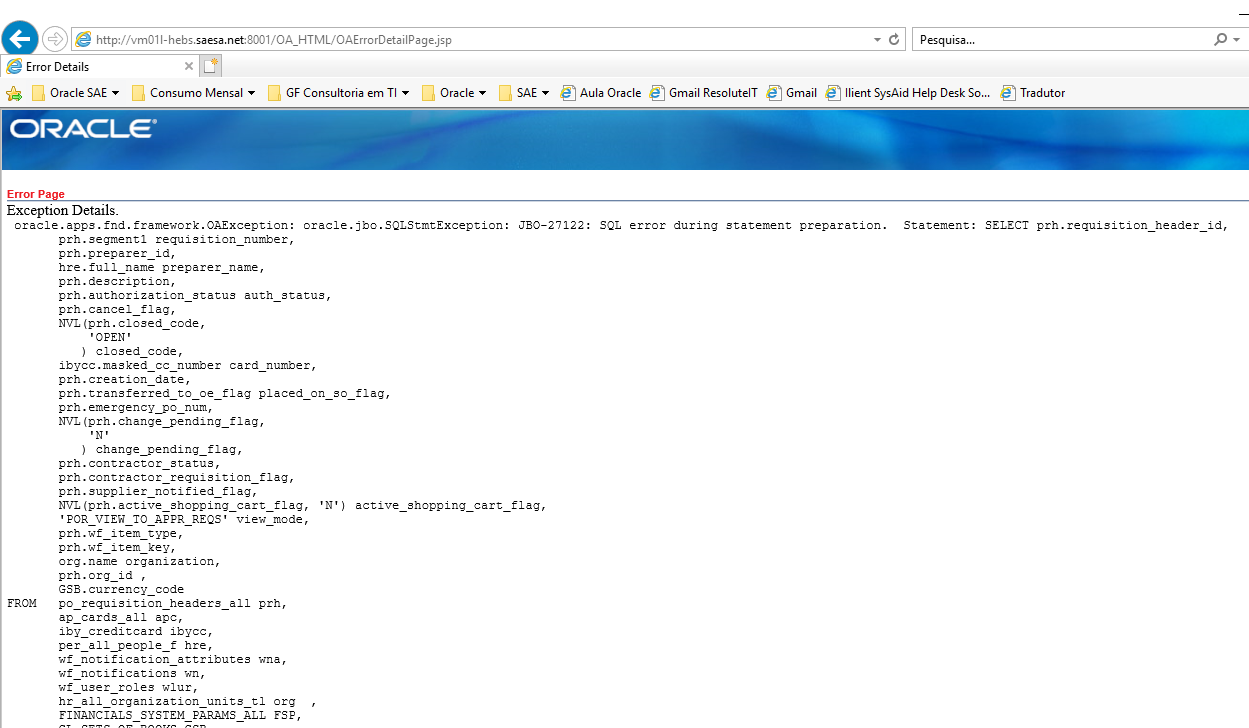 http://vm01l-hebs.saesa.net:8001/OA_HTML/OAErrorDetailPage.jsp
Pesquisa...
Error Details
Oracle SAE
Consumo Mensal
GF Consultoria em TI
Oracle
SAE
Aula Oracle
Gmail ResoluteIT
Gmail
Ilient SysAid Help Desk So...
Tradutor
ORACLE®
Error Page
Exception Details.
oracle.apps.fnd.framework.OAException: oracle.jbo.SQLStmtException: JBO-27122: SQL error during statement preparation.  Statement: SELECT prh.requisition_header_id,
prh.segment1 requisition_number,
prh.preparer_id,
hre.full_name preparer_name,
prh.description,
prh.authorization_status auth_status,
prh.cancel_flag,
NVL(prh.closed_code,
'OPEN'
) closed_code,
ibycc.masked_cc_number card_number,
prh.creation_date,
prh.transferred_to_oe_flag placed_on_so_flag,
prh.emergency_po_num,
NVL(prh.change_pending_flag,
'N'
) change_pending_flag,
prh.contractor_status,
prh.contractor_requisition_flag,
prh.supplier_notified_flag,
NVL(prh.active_shopping_cart_flag, 'N') active_shopping_cart_flag,
'POR_VIEW_TO_APPR_REQS' view_mode,
prh.wf_item_type,
prh.wf_item_key,
org.name organization,
prh.org_id ,
GSB.currency_code
FROM   po_requisition_headers_all prh,
ap_cards_all apc,
iby_creditcard ibycc,
per_all_people_f hre,
wf_notification_attributes wna,
wf_notifications wn,
wf_user_roles wlur,
hr_all_organization_units_tl org  ,
FINANCIALS_SYSTEM_PARAMS_ALL FSP,